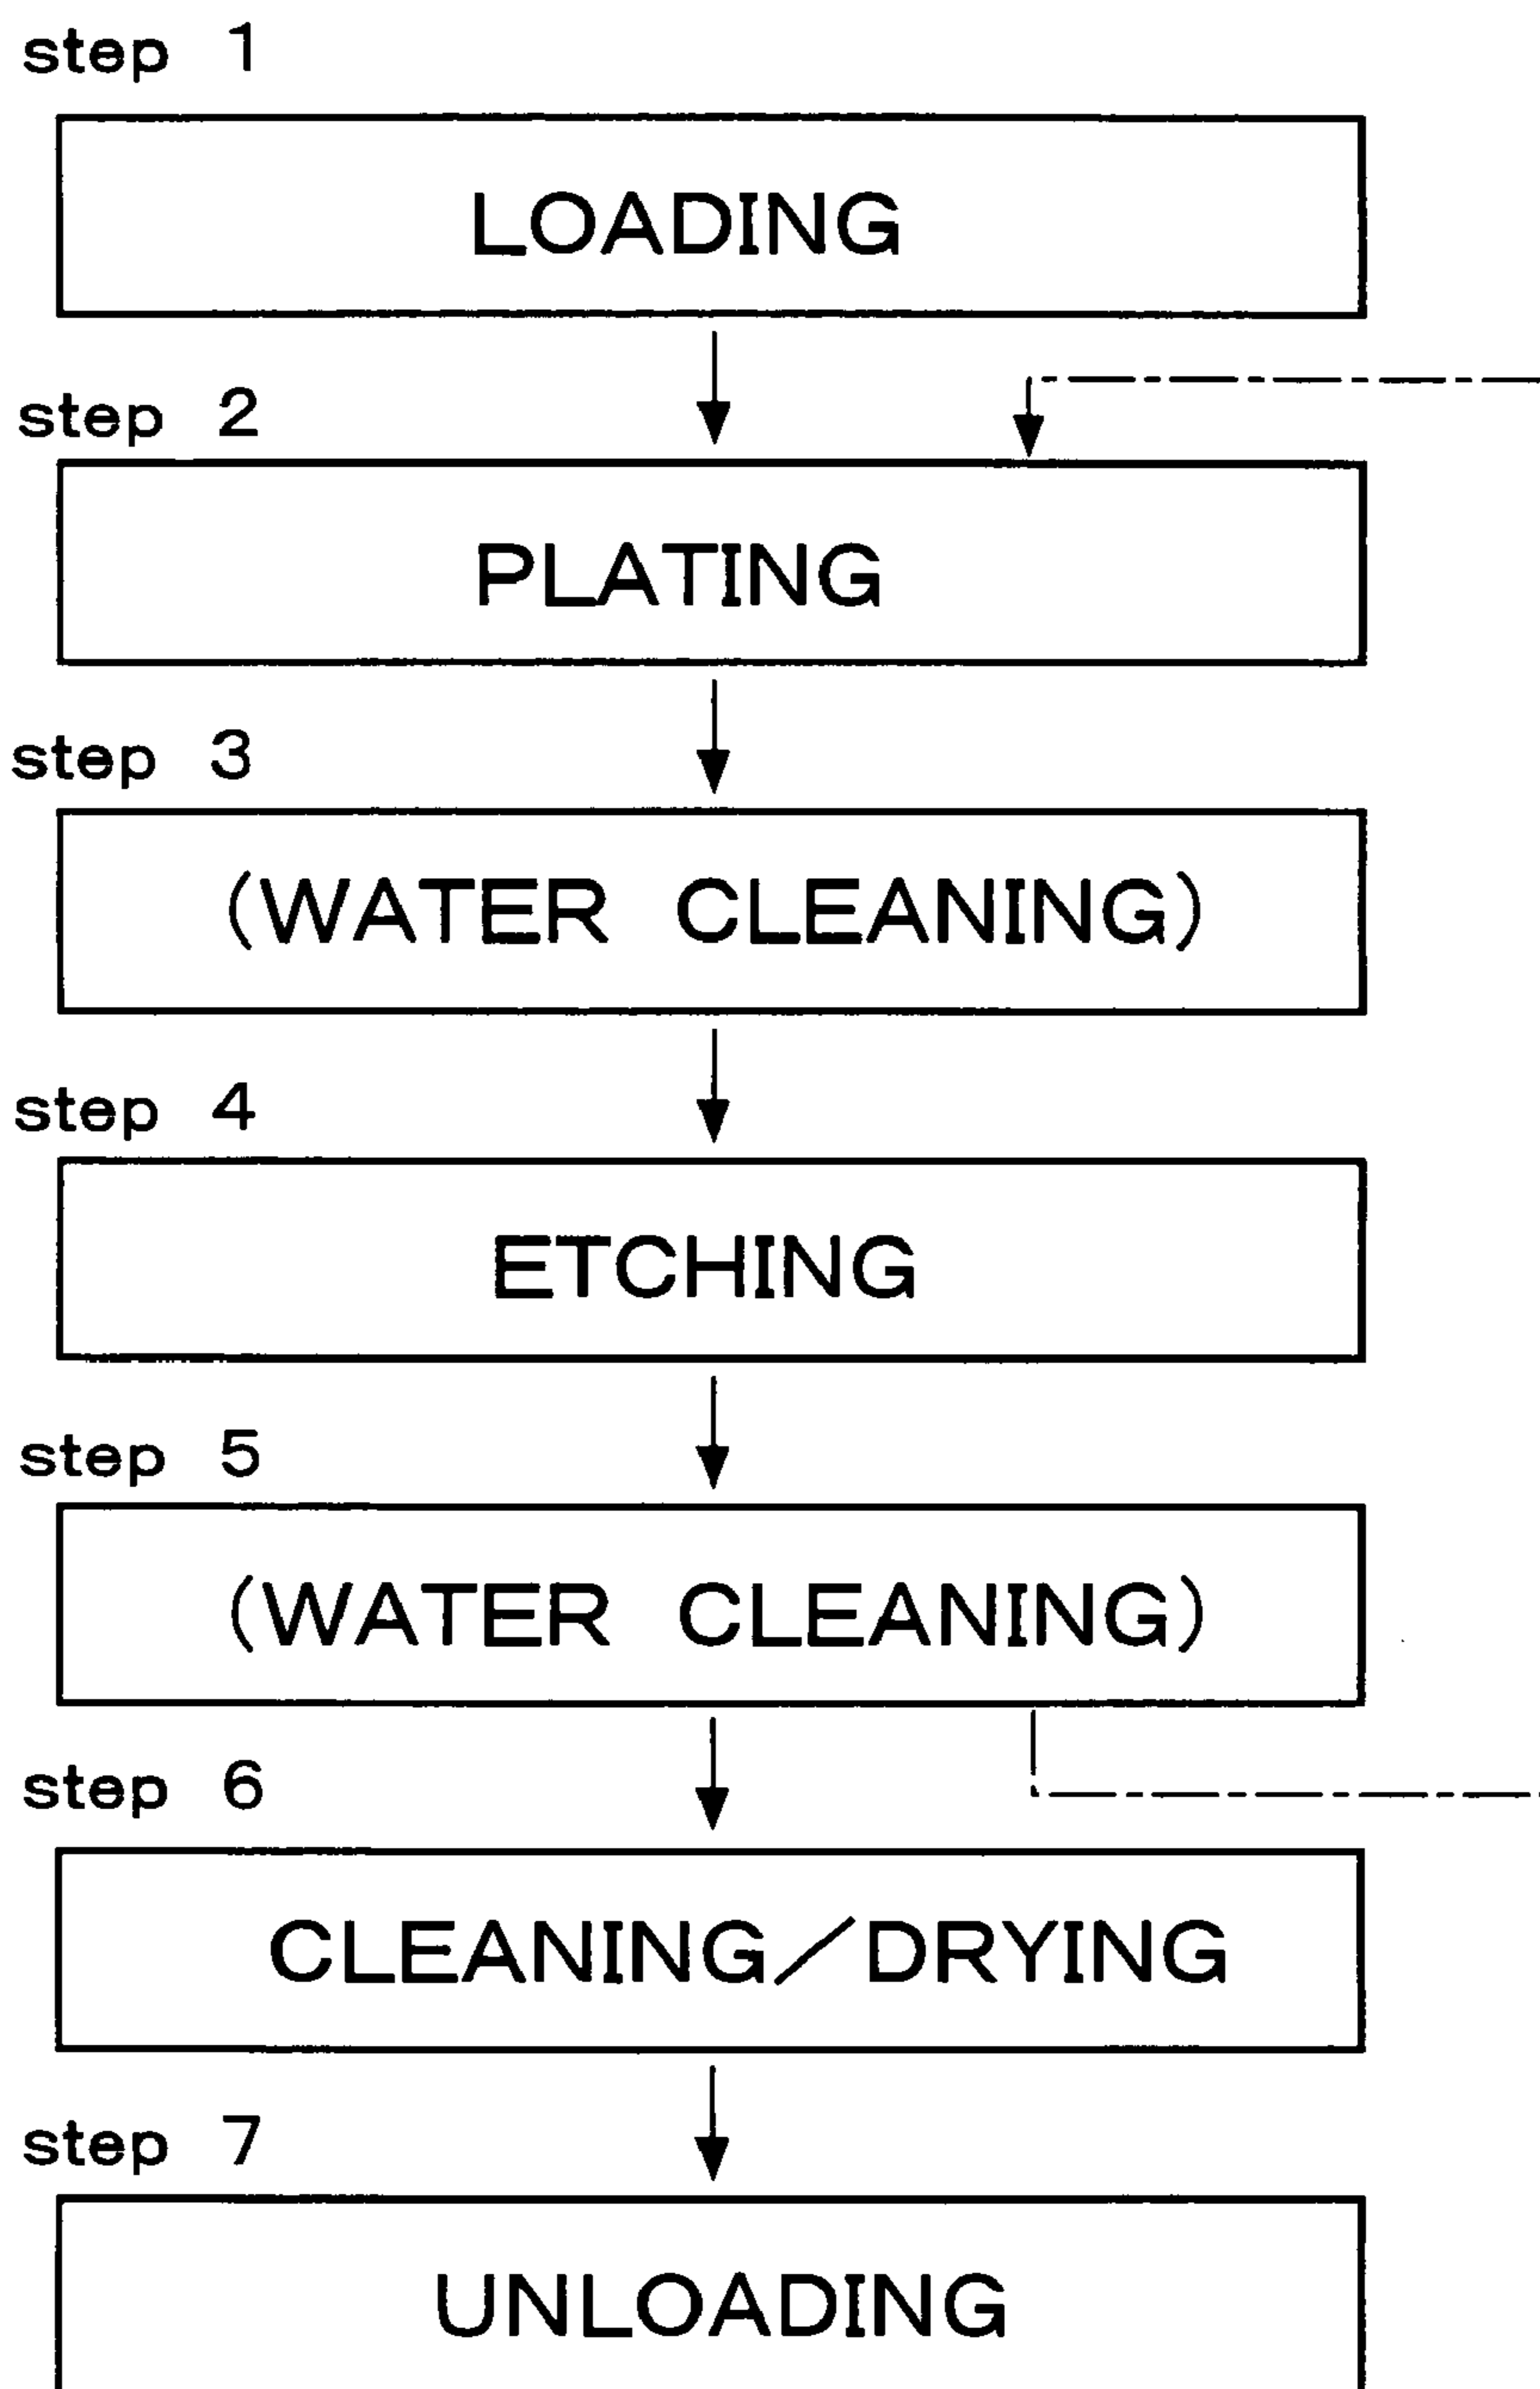 step 1
LOADING
step 2
PLATING
step 3
(WATER CLEANING)
step 4
ETCHING
step 5
(WATER CLEANING)
step 6
CLEANING/DRYING
step 7
UNLOADING